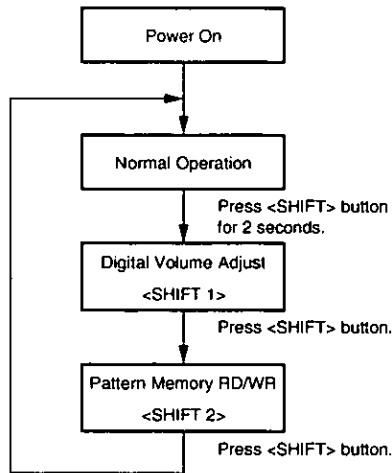 Power On
Normal Operation
Press <SHIFT> button
for 2 seconds.
Digital Volume Adjust
<SHIFT 1>
Press <SHIFT> button.
Pattern Memory RD/WR
<SHIFT 2>
Press <SHIFT> button.